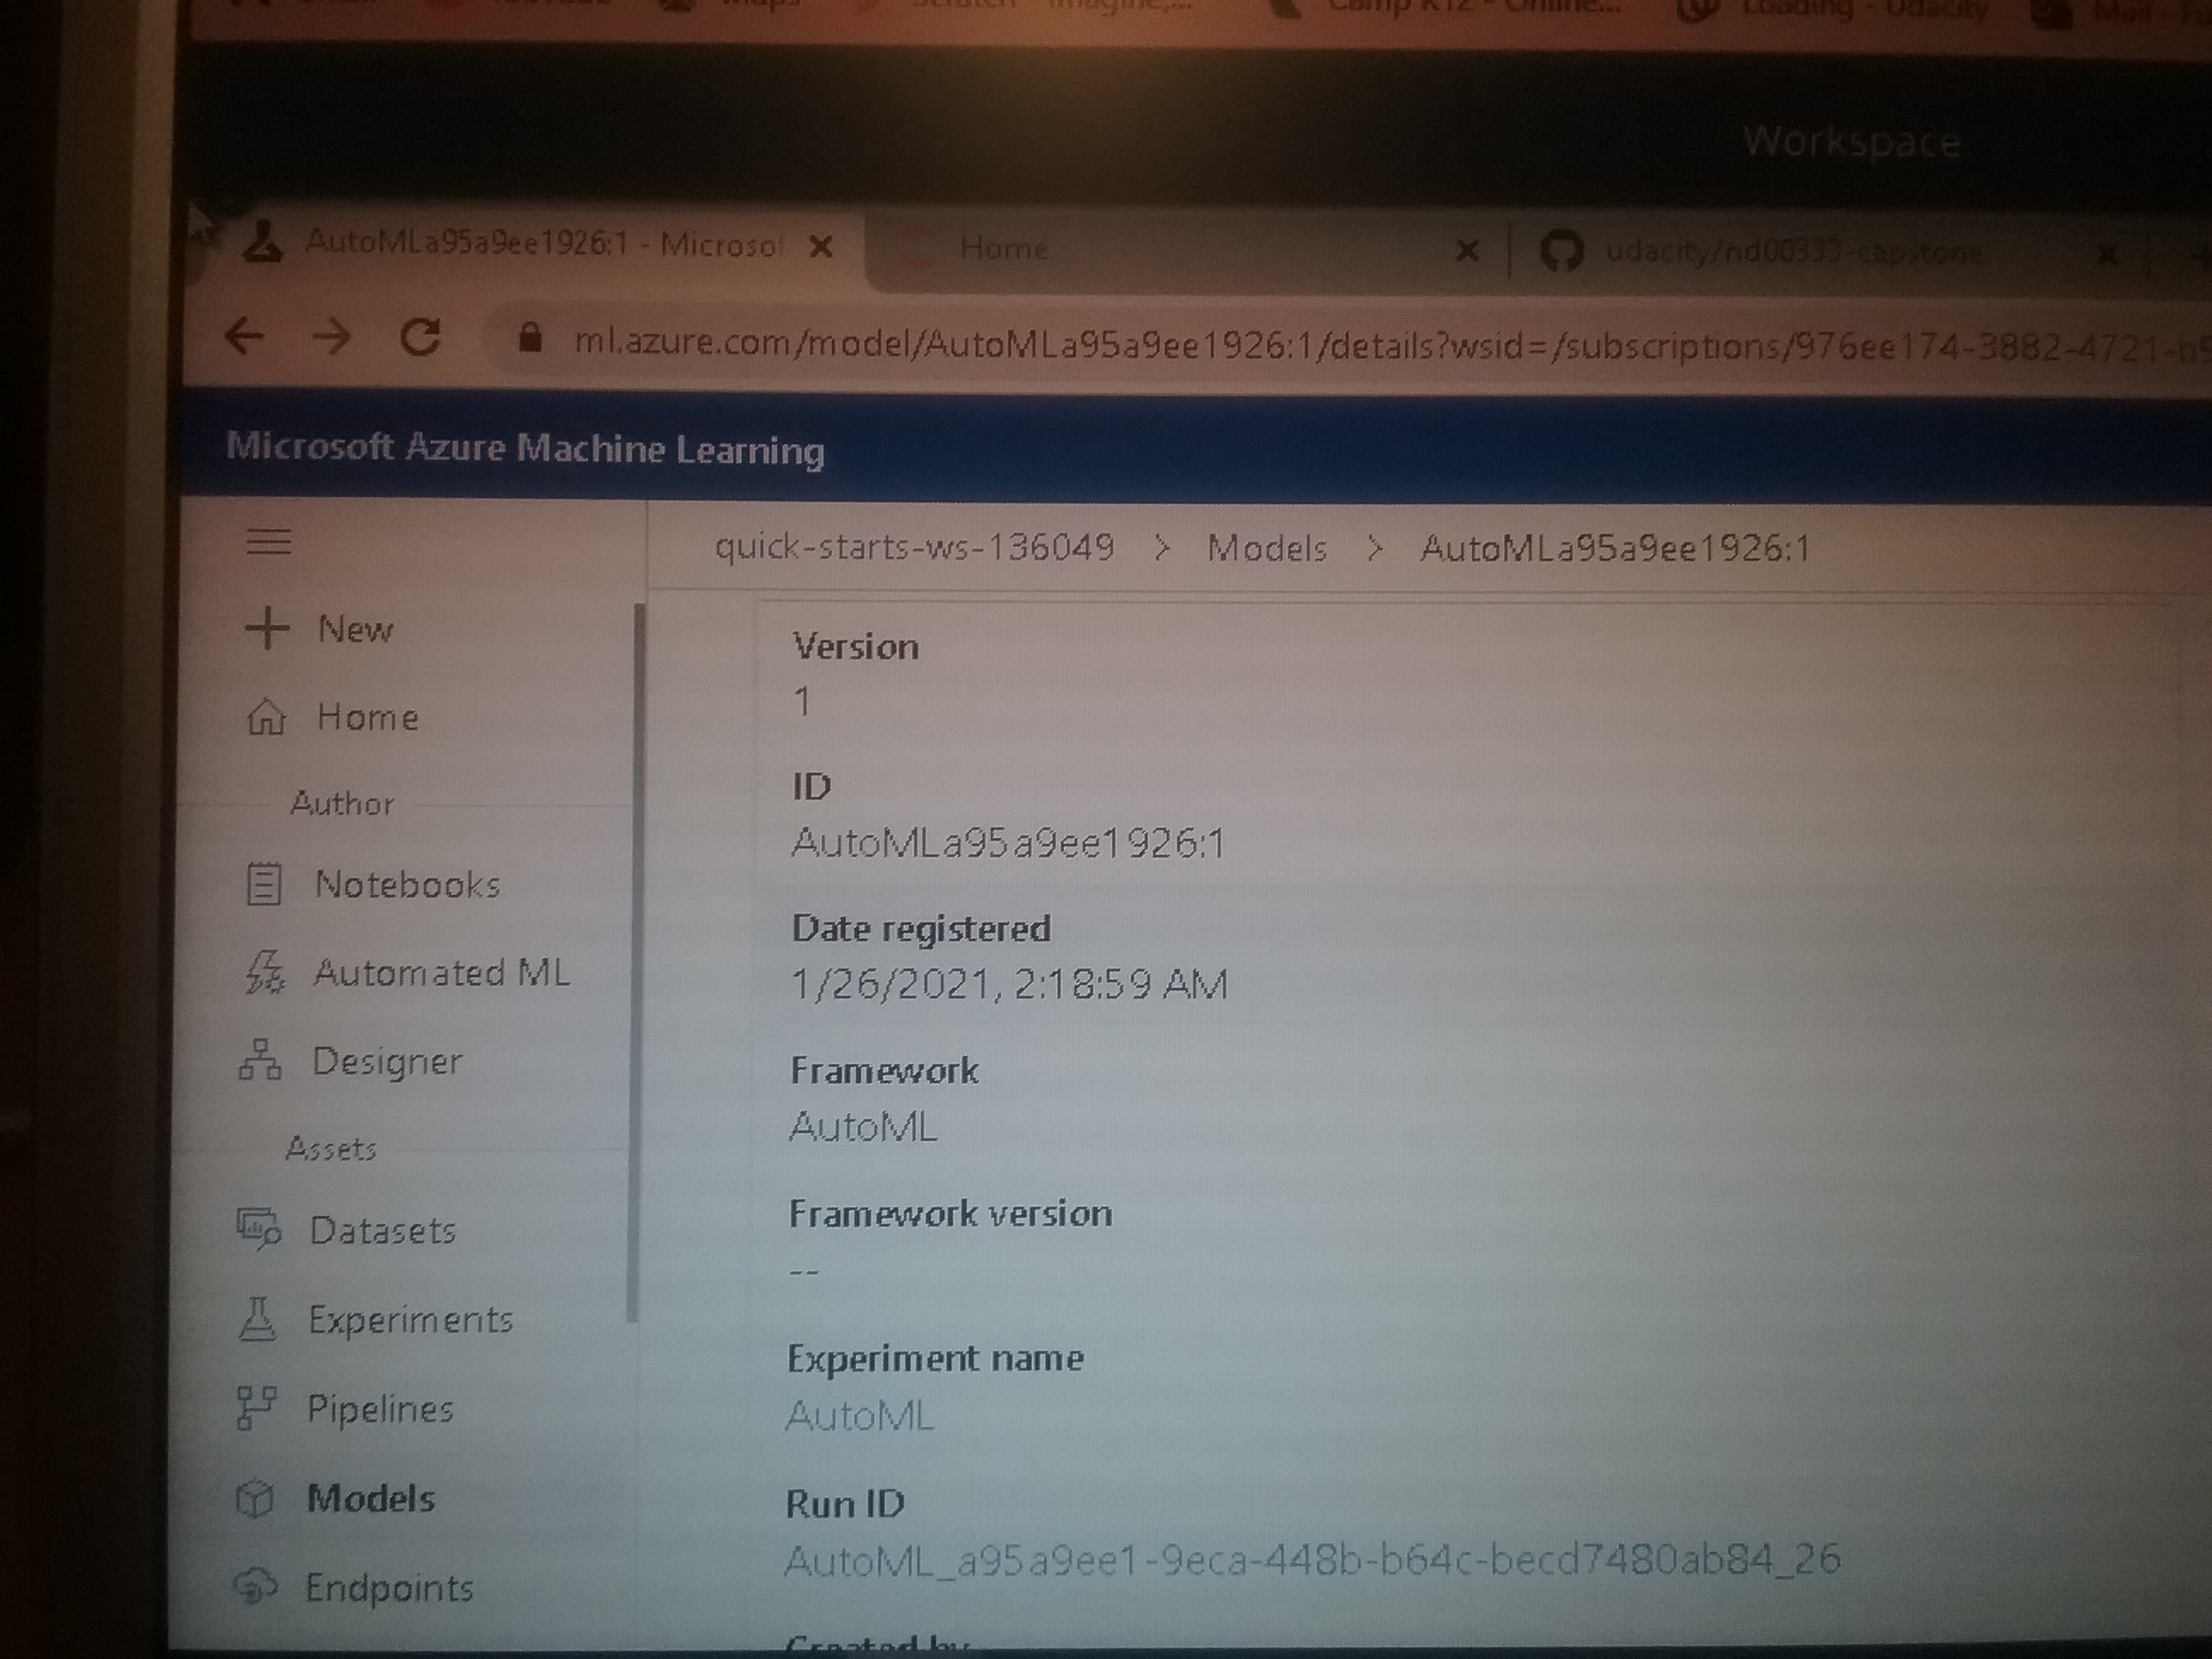 Maps
Camp K12 - Online...
Loading - Udacity
Workspace
AutoMLa95a9ee1926:1 - Microsof
Home
udacity/nd00333-capstone
ml.azure.com/model/AutoMLa95a9ee1926:1/details?wsid=/subscriptions/976ee174-3882-4721-b9
Microsoft Azure Machine Learning
quick-starts-ws-136049 > Models > AutoMLa95a9ee1926:1
New
Home
Author
Notebooks
Automated ML
Designer
Assets
Datasets
Experiments
Pipelines
Models
Endpoints
Version
1
ID
AutoMLa95a9ee1926:1
Date registered
1/26/2021, 2:18:59 AM
Framework
AutoML
Framework version
--
Experiment name
AutoML
Run ID
AutoML_a95a9ee1-9eca-448b-b64c-becd7480ab84_26
Created by